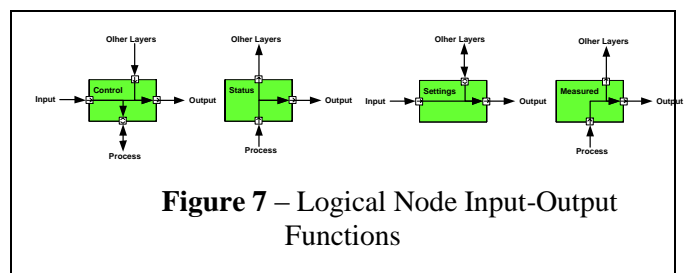 Olher Layers
Olher Layers
Olher Layers
Olher Layers
Control
Status
Settings
Measured
Input
Output
Output
Input
Output
Output
Process
Process
Process
Figure 7 – Logical Node Input-Output
Functions